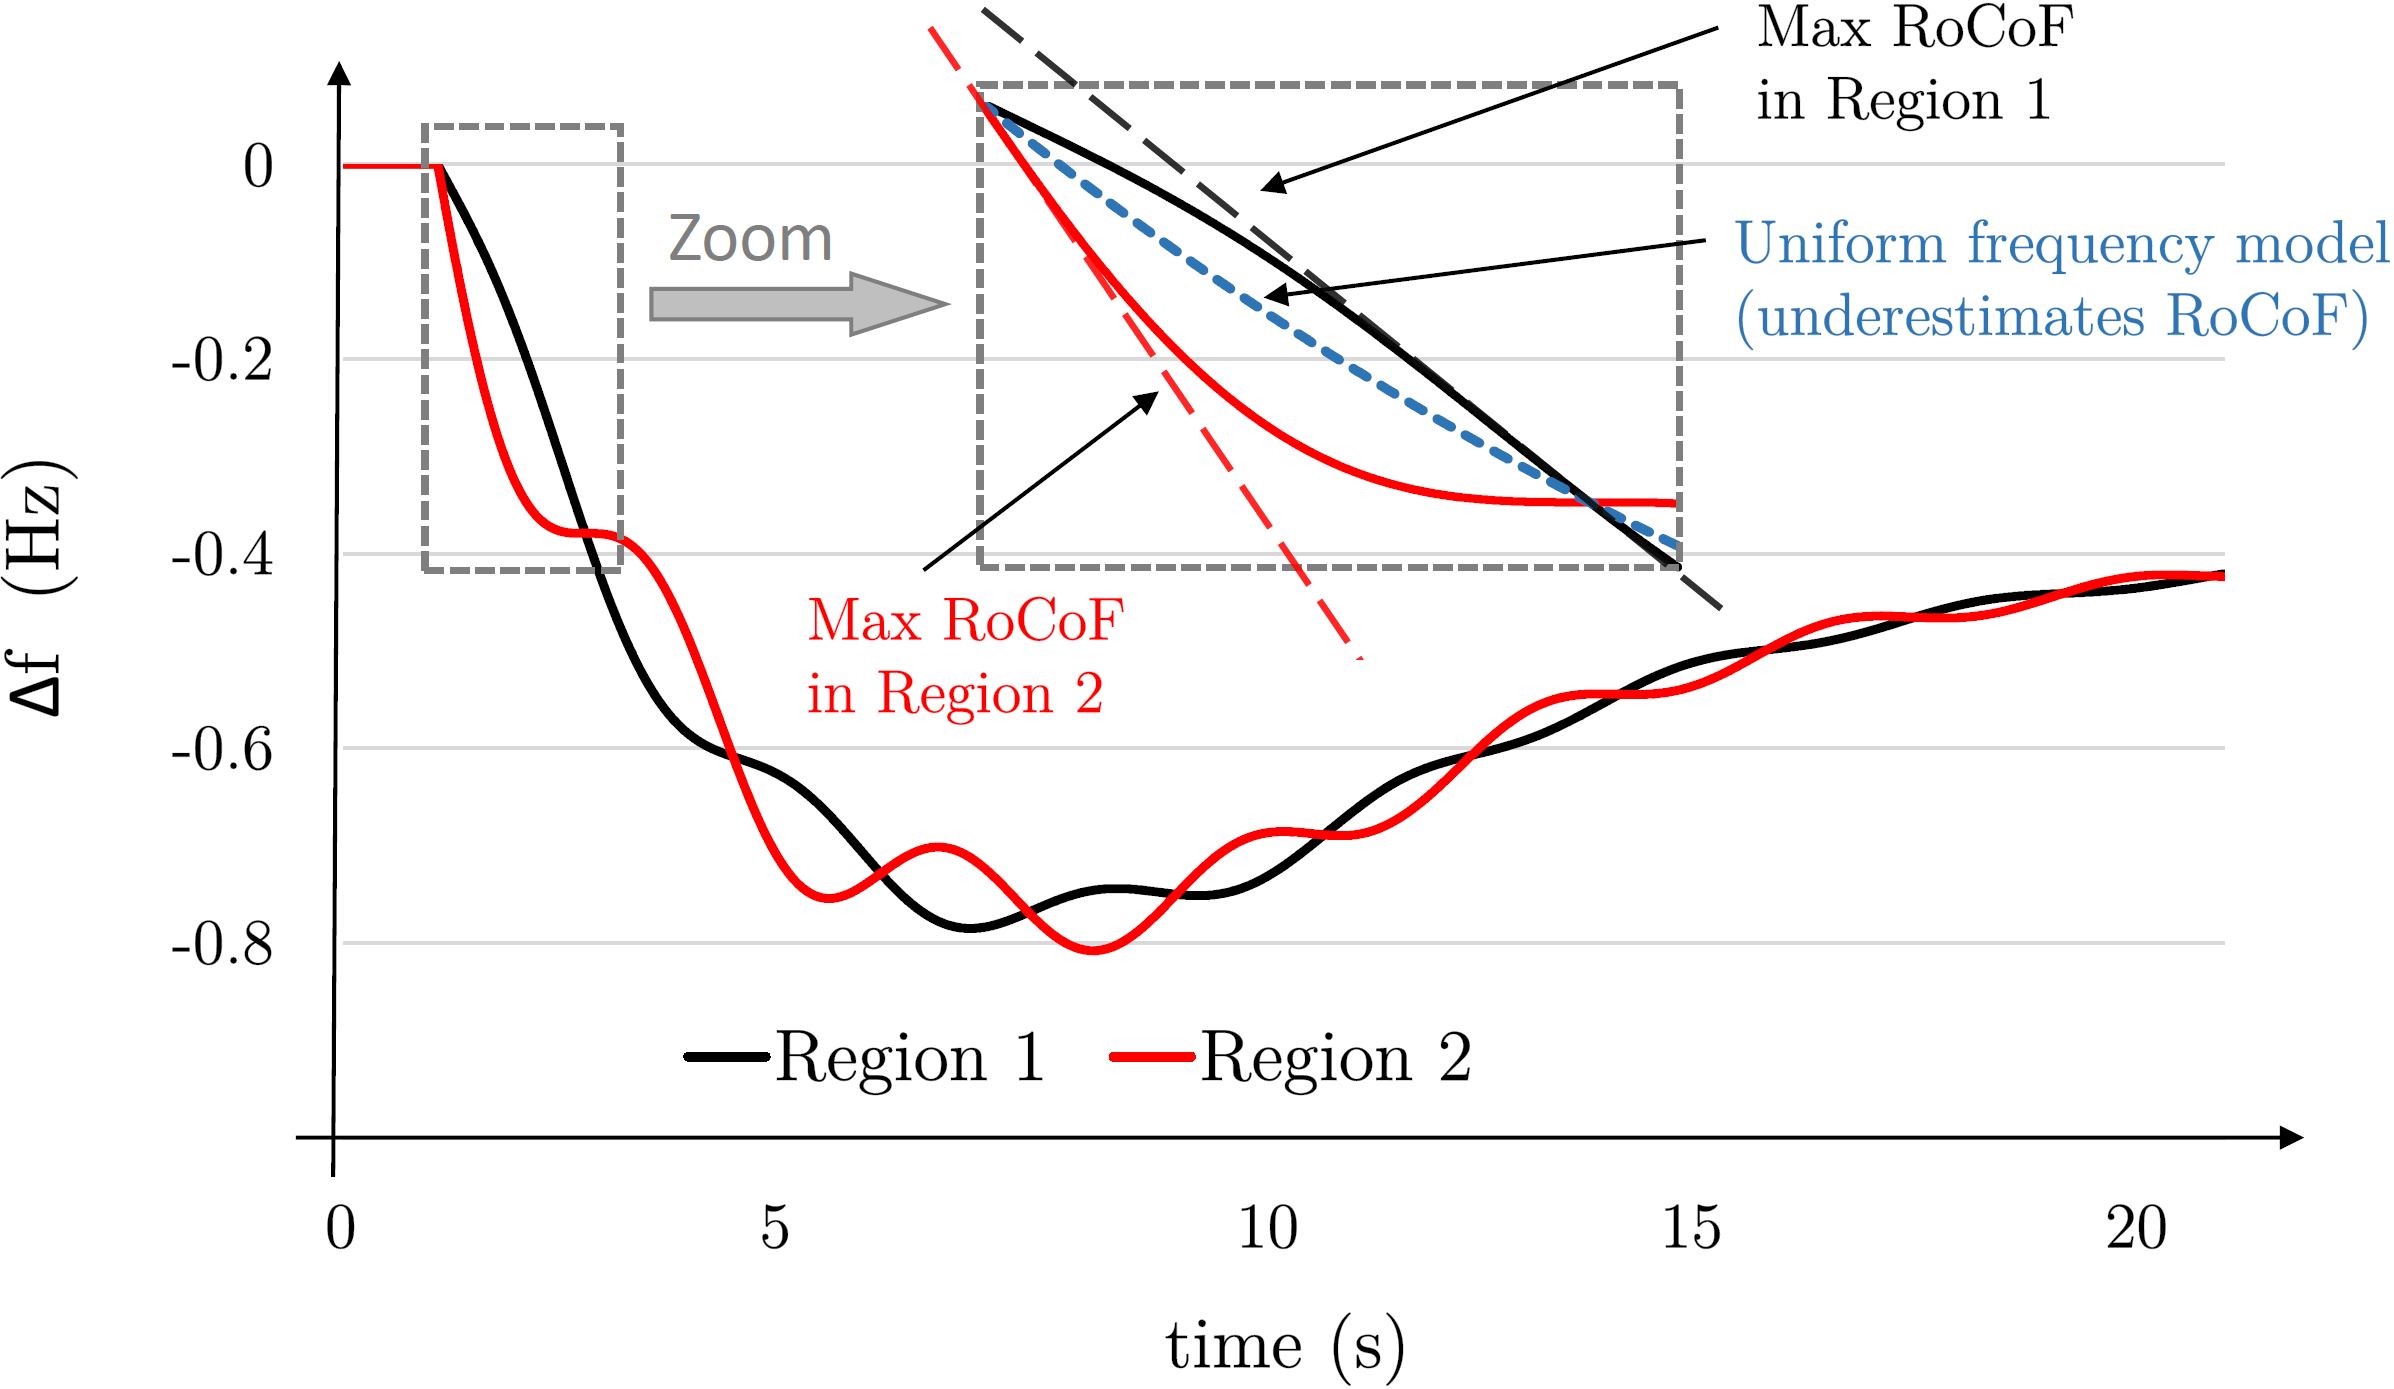 Max RoCoF
in Region 1
Zoom
Uniform frequency model
(underestimates RoCoF)
Max RoCoF
in Region 2
Δf (Hz)
0
-0.2
-0.4
-0.6
-0.8
Region 1 Region 2
0 5 10 15 20
time (s)